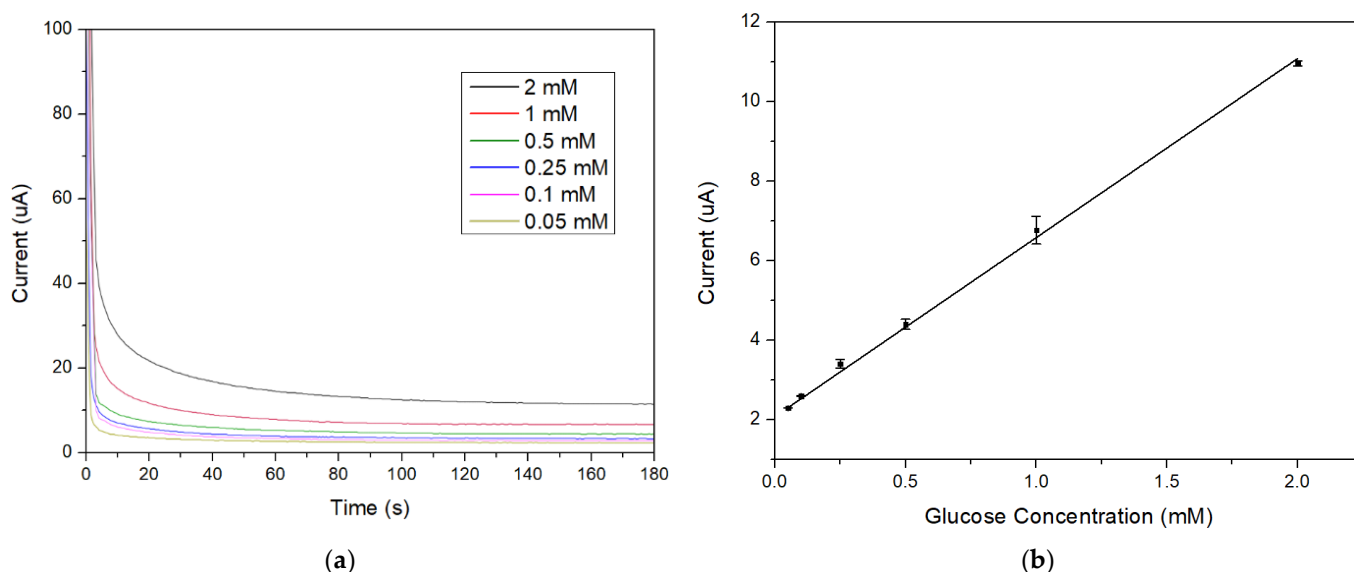 100
80
60
40
20
0
Current (uA)
2 mM
1 mM
0.5 mM
0.25 mM
0.1 mM
0.05 mM
0 20 40 60 80 100 120 140 160 180
Time (s)
(a)
12
10
8
6
4
2
Current (uA)
0.0 0.5 1.0 1.5 2.0
Glucose Concentration (mM)
(b)